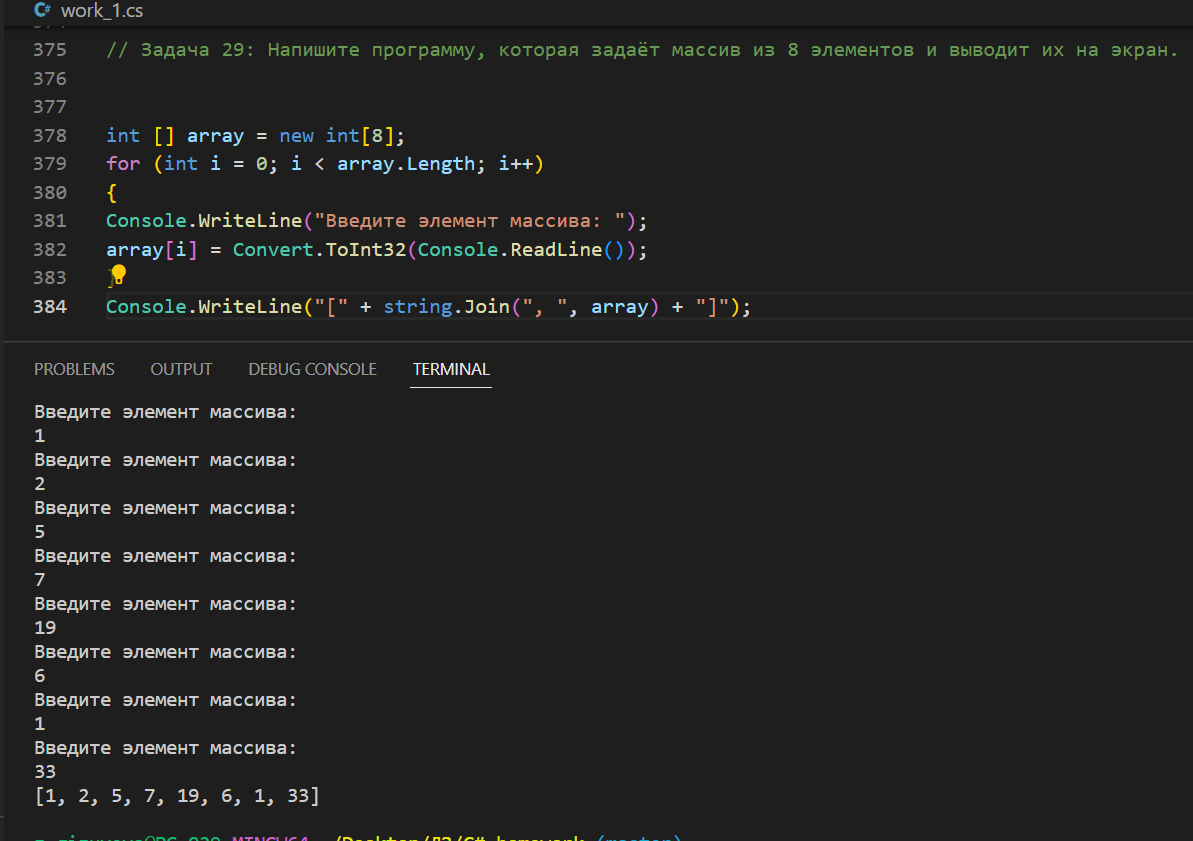 C# work_1.cs
375 // Задача 29: Напишите программу, которая задаёт массив из 8 элементов и выводит их на экран.
376
377
378 int [] array = new int[8];
379 for (int i = 0; i < array.Length; i++)
380 {
381 Console.WriteLine("Введите элемент массива: ");
382 array[i] = Convert.ToInt32(Console.ReadLine());
383 }
384 Console.WriteLine("[" + string.Join(", ", array) + "]");
PROBLEMS OUTPUT DEBUG CONSOLE TERMINAL
Введите элемент массива:
1
Введите элемент массива:
2
Введите элемент массива:
5
Введите элемент массива:
7
Введите элемент массива:
19
Введите элемент массива:
6
Введите элемент массива:
1
Введите элемент массива:
33
[1, 2, 5, 7, 19, 6, 1, 33]